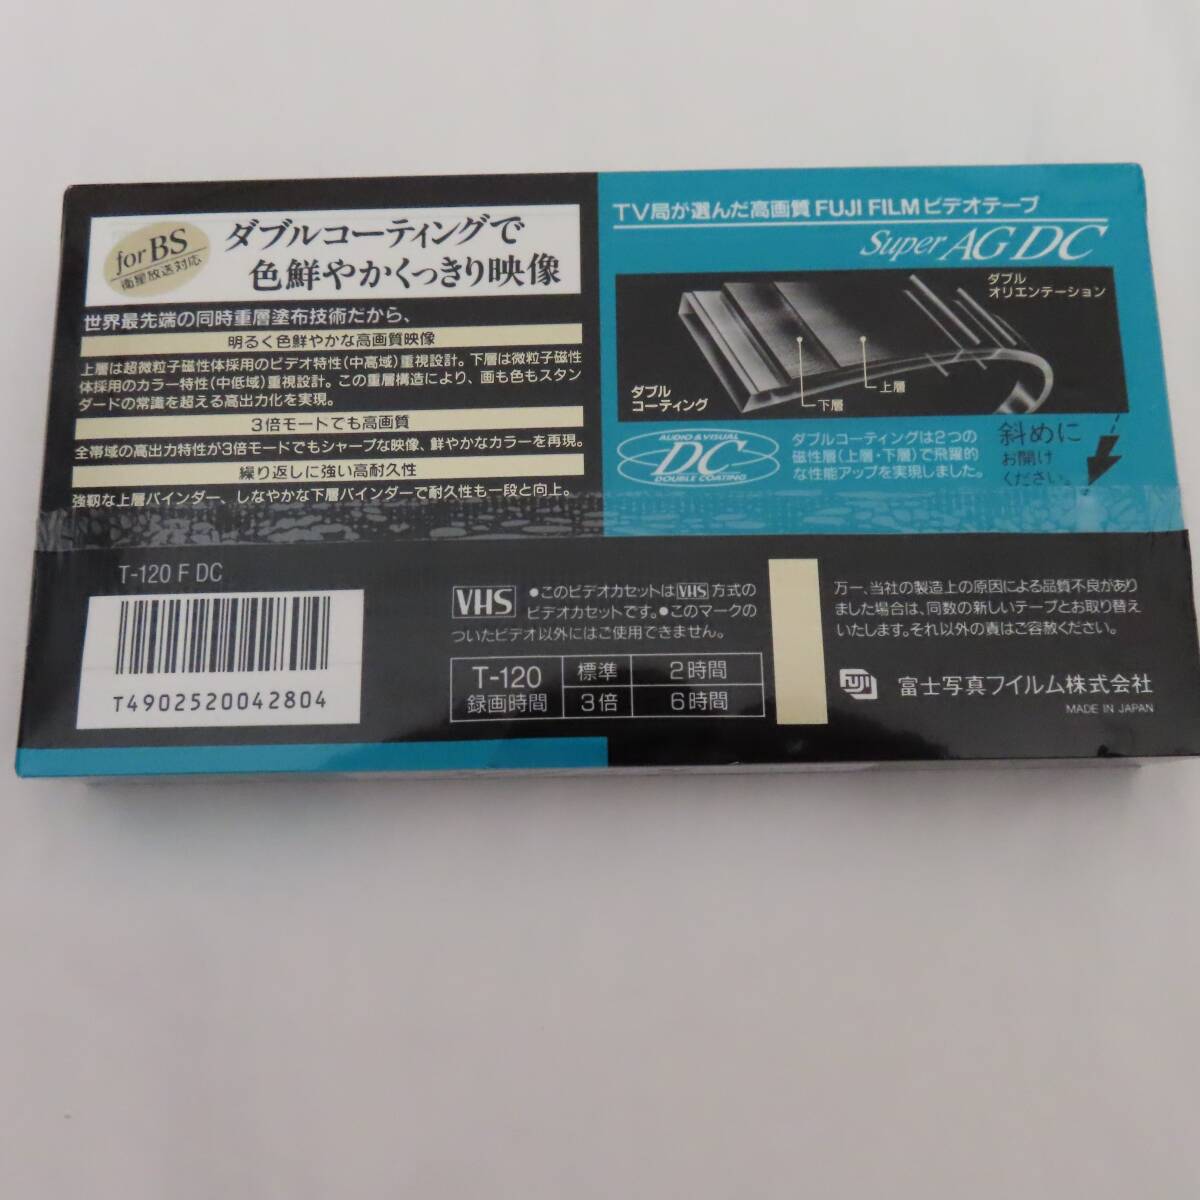 for BS
衛星放送対応
ダブルコーティングで
色鮮やかくっきり映像
世界最先端の同時重層塗布技術だから、
明るく色鮮やかな高画質映像
上層は超微粒子磁性体採用のビデオ特性(中高域)重視設計。下層は微粒子磁性
体採用のカラー特性(中低域)重視設計。この重層構造により、画も色もスタン
ダードの常識を超える高出力化を実現。
3倍モードでも高画質
全帯域の高出力特性が3倍モードでもシャープな映像、鮮やかなカラーを再現。
繰り返しに強い高耐久性
強靱な上層バインダー、しなやかな下層バインダーで耐久性も一段と向上。
TV局が選んだ高画質FUJI FILMビデオテープ
Super AG DC
ダブル
オリエンテーション
ダブル
コーティング
下層
上層
AUDIO & VISUAL
DC
DOUBLE COATING
ダブルコーティングは2つの
磁性層(上層・下層)で飛躍的
な性能アップを実現しました。
斜めに
お開け
ください。
T-120 F DC
T4902520042804
VHS
●このビデオカセットはVHS方式の
ビデオカセットです。●このマークの
ついたビデオ以外にはご使用できません。
T-120 標準 2時間
録画時間 3倍 6時間
万一、当社の製造上の原因による品質不良があり
ました場合は、同数の新しいテープとお取り替え
いたします。それ以外の責はご容赦ください。
FUJI 富士写真フイルム株式会社
MADE IN JAPAN